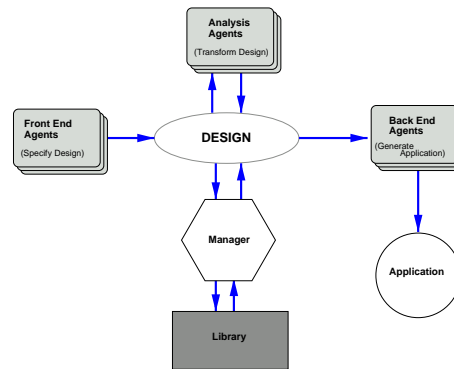 Analysis
Agents
(Transform Design)
Front End
Agents
(Specify Design)
DESIGN
Back End
Agents
(Generate
Application)
Manager
Application
Library